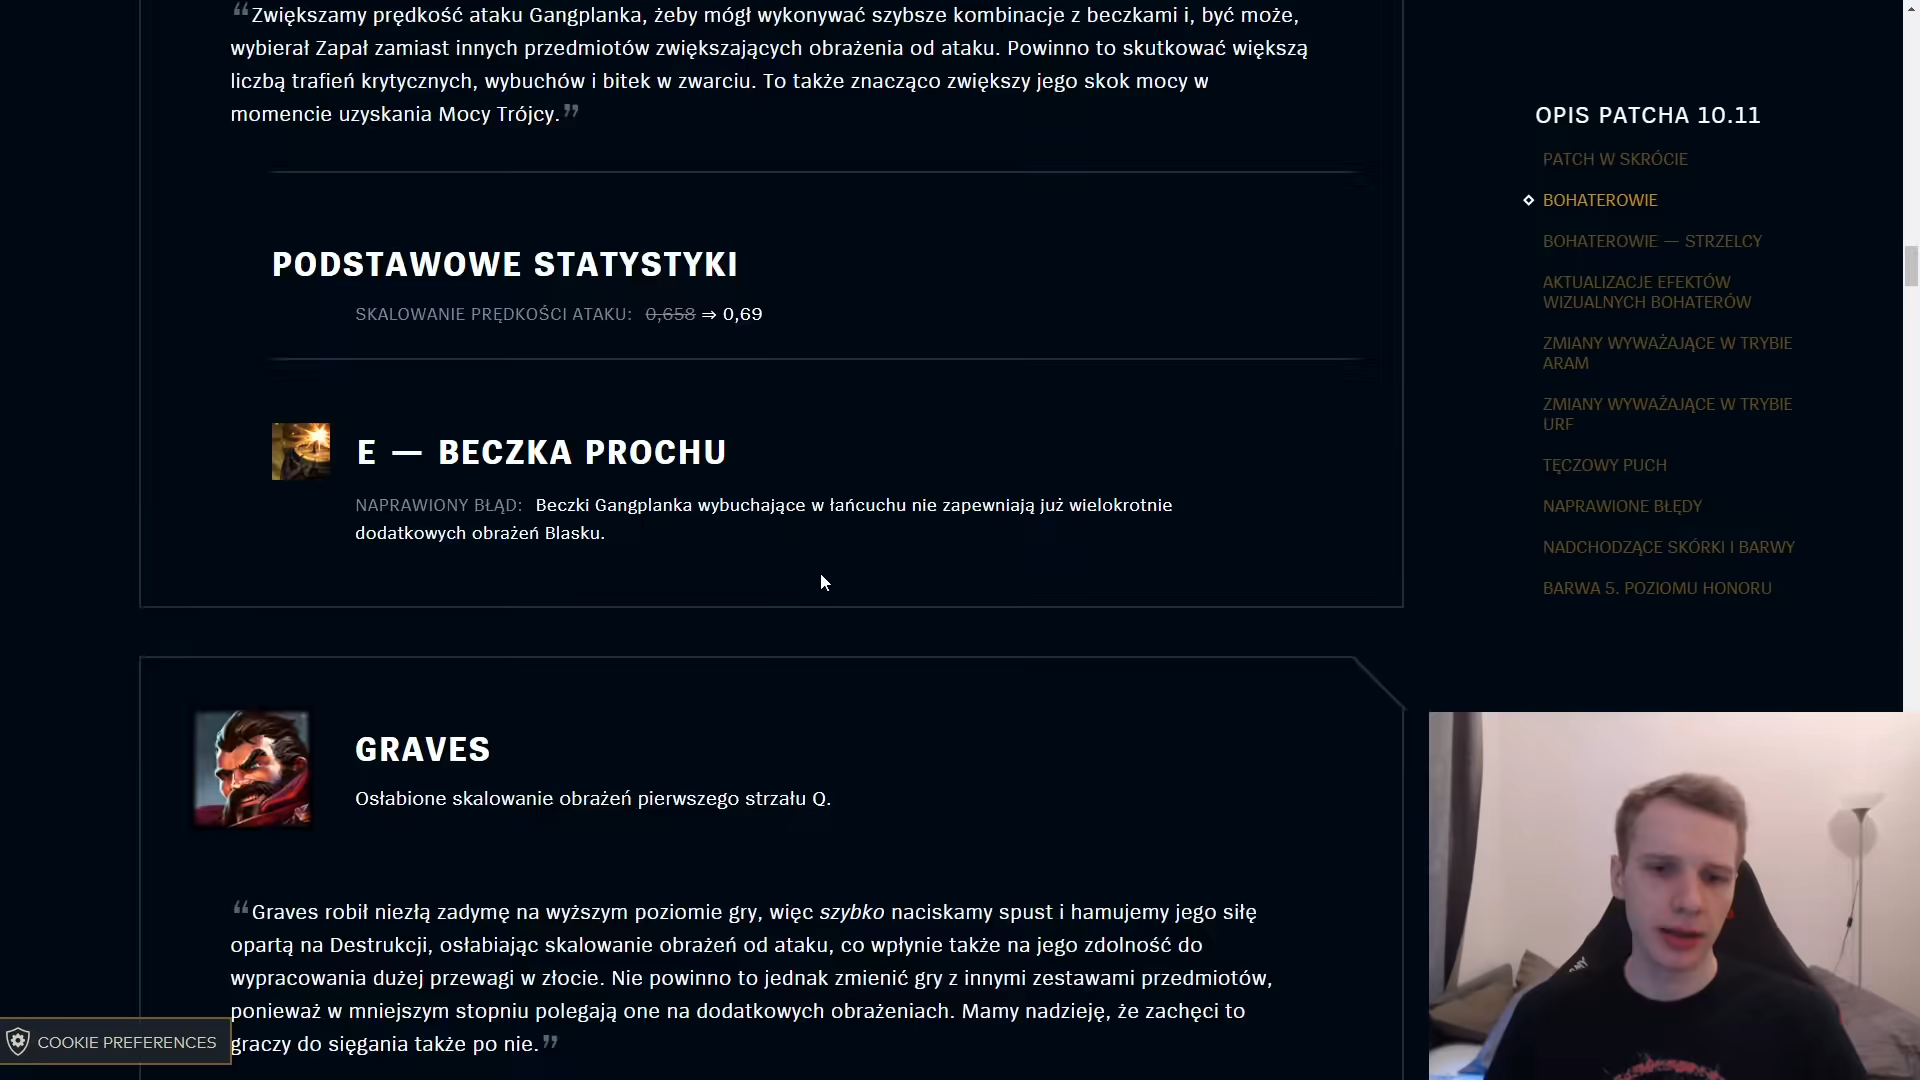 “Zwiększamy prędkość ataku Gangplanka, żeby mógł wykonywać szybsze kombinacje z beczkami i, być może,
wybierał Zapał zamiast innych przedmiotów zwiększających obrażenia od ataku. Powinno to skutkować większą
liczbą trafień krytycznych, wybuchów i bitek w zwarciu. To także znacząco zwiększy jego skok mocy w
momencie uzyskania Mocy Trójcy.”
PODSTAWOWE STATYSTYKI
SKALOWANIE PRĘDKOŚCI ATAKU: 0,658 ⇒ 0,69
E — BECZKA PROCHU
NAPRAWIONY BŁĄD: Beczki Gangplanka wybuchające w łańcuchu nie zapewniają już wielokrotnie
dodatkowych obrażeń Blasku.
GRAVES
Osłabione skalowanie obrażeń pierwszego strzału Q.
“Graves robił niezłą zadymę na wyższym poziomie gry, więc szybko naciskamy spust i hamujemy jego siłę
opartą na Destrukcji, osłabiając skalowanie obrażeń od ataku, co wpłynie także na jego zdolność do
wypracowania dużej przewagi w złocie. Nie powinno to jednak zmienić gry z innymi zestawami przedmiotów,
ponieważ w mniejszym stopniu polegają one na dodatkowych obrażeniach. Mamy nadzieję, że zachęci to
graczy do sięgania także po nie.”
COOKIE PREFERENCES
OPIS PATCHA 10.11
PATCH W SKRÓCIE
BOHATEROWIE
BOHATEROWIE — STRZELCY
AKTUALIZACJE EFEKTÓW
WIZUALNYCH BOHATERÓW
ZMIANY WYWAŻAJĄCE W TRYBIE
ARAM
ZMIANY WYWAŻAJĄCE W TRYBIE
URF
TĘCZOWY PUCH
NAPRAWIONE BŁĘDY
NADCHODZĄCE SKÓRKI I BARWY
BARWA 5. POZIOMU HONORU